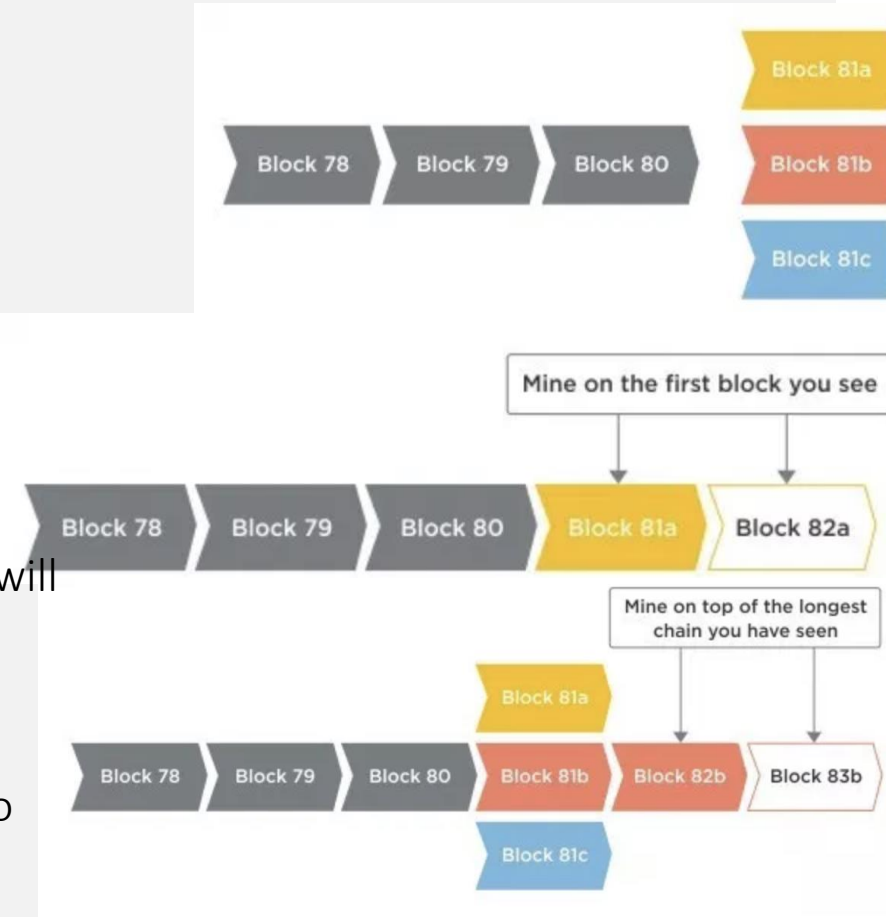 Block 81a
Block 78
Block 79
Block 80
Block 81b
Block 81c
Mine on the first block you see
Block 78
Block 79
Block 80
Block 81a
Block 82a
will
Mine on top of the longest
chain you have seen
Block 81a
Block 78
Block 79
Block 80
Block 81b
Block 82b
Block 83b
o
Block 81c